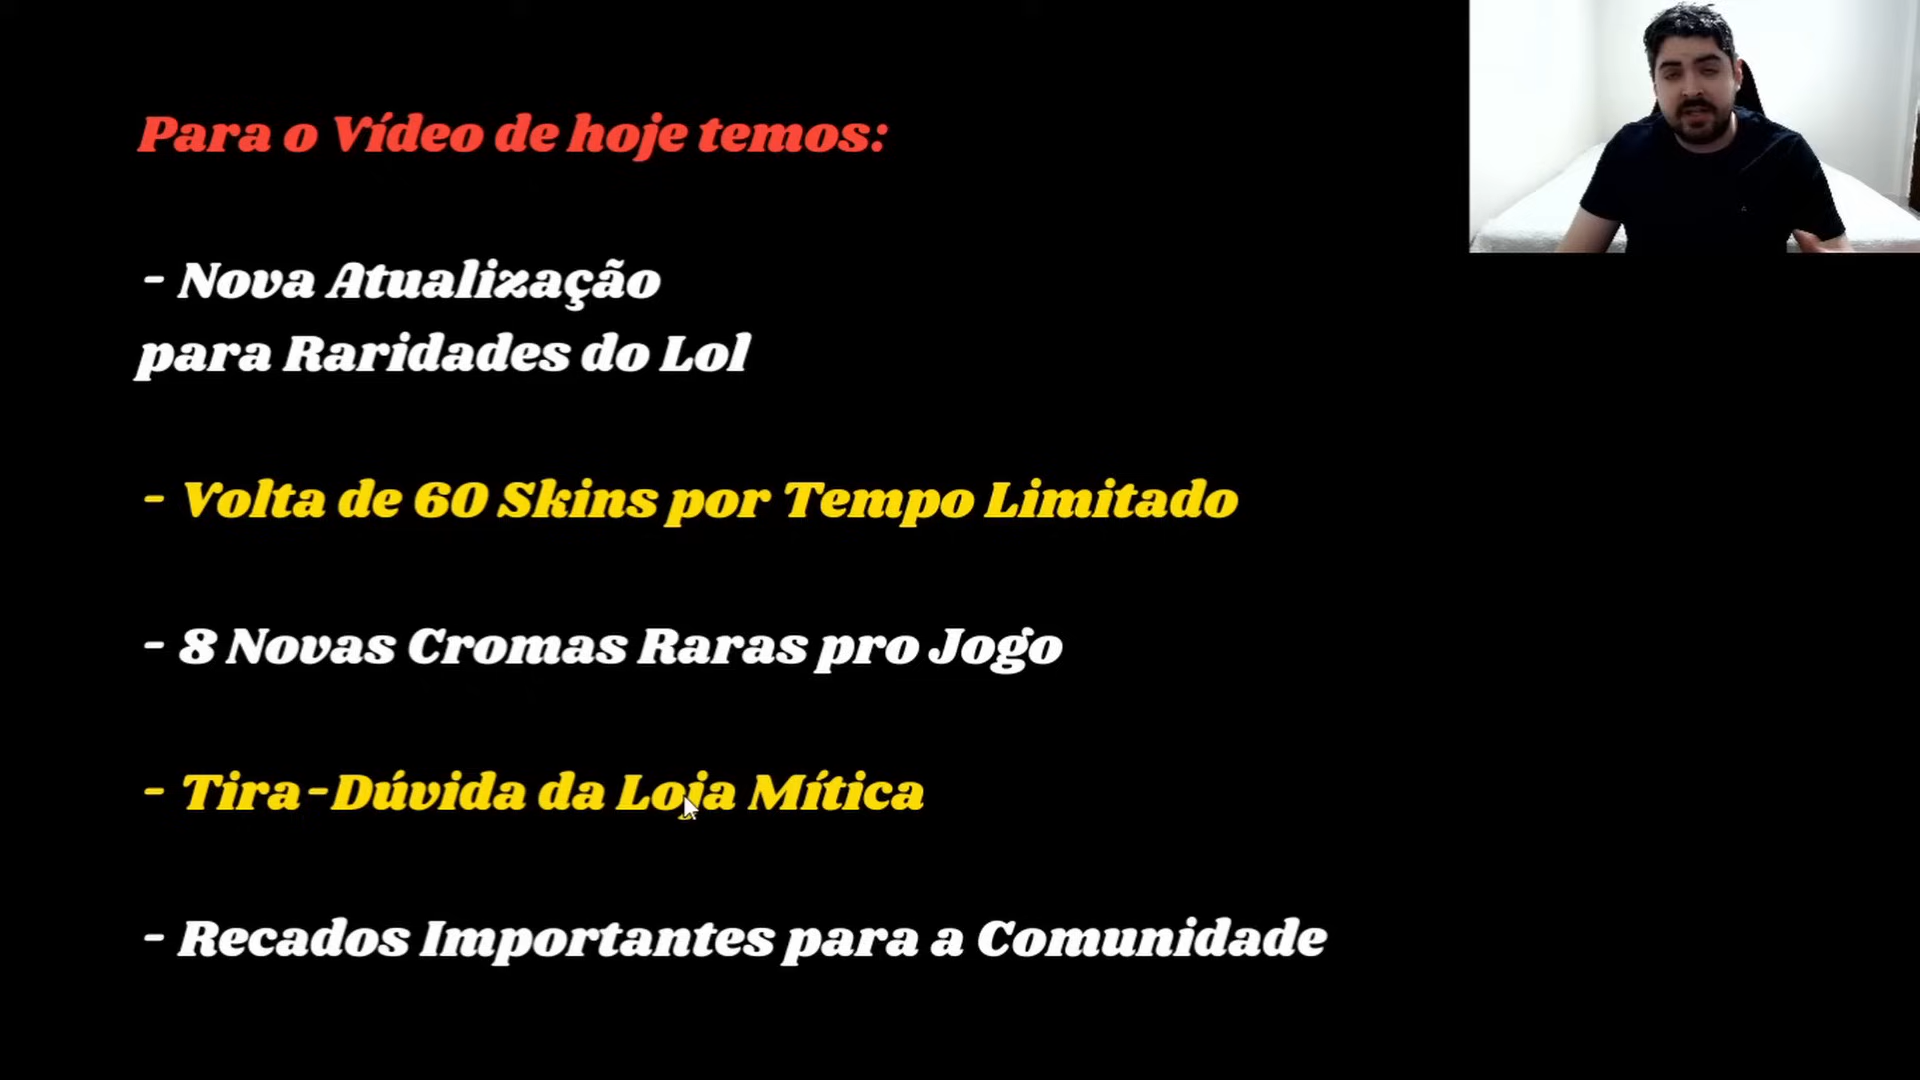 Para o Vídeo de hoje temos:
- Nova Atualização
para Raridades do Lol
- Volta de 60 Skins por Tempo Limitado
- 8 Novas Cromas Raras pro Jogo
- Tira-Dúvida da Loja Mítica
- Recados Importantes para a Comunidade